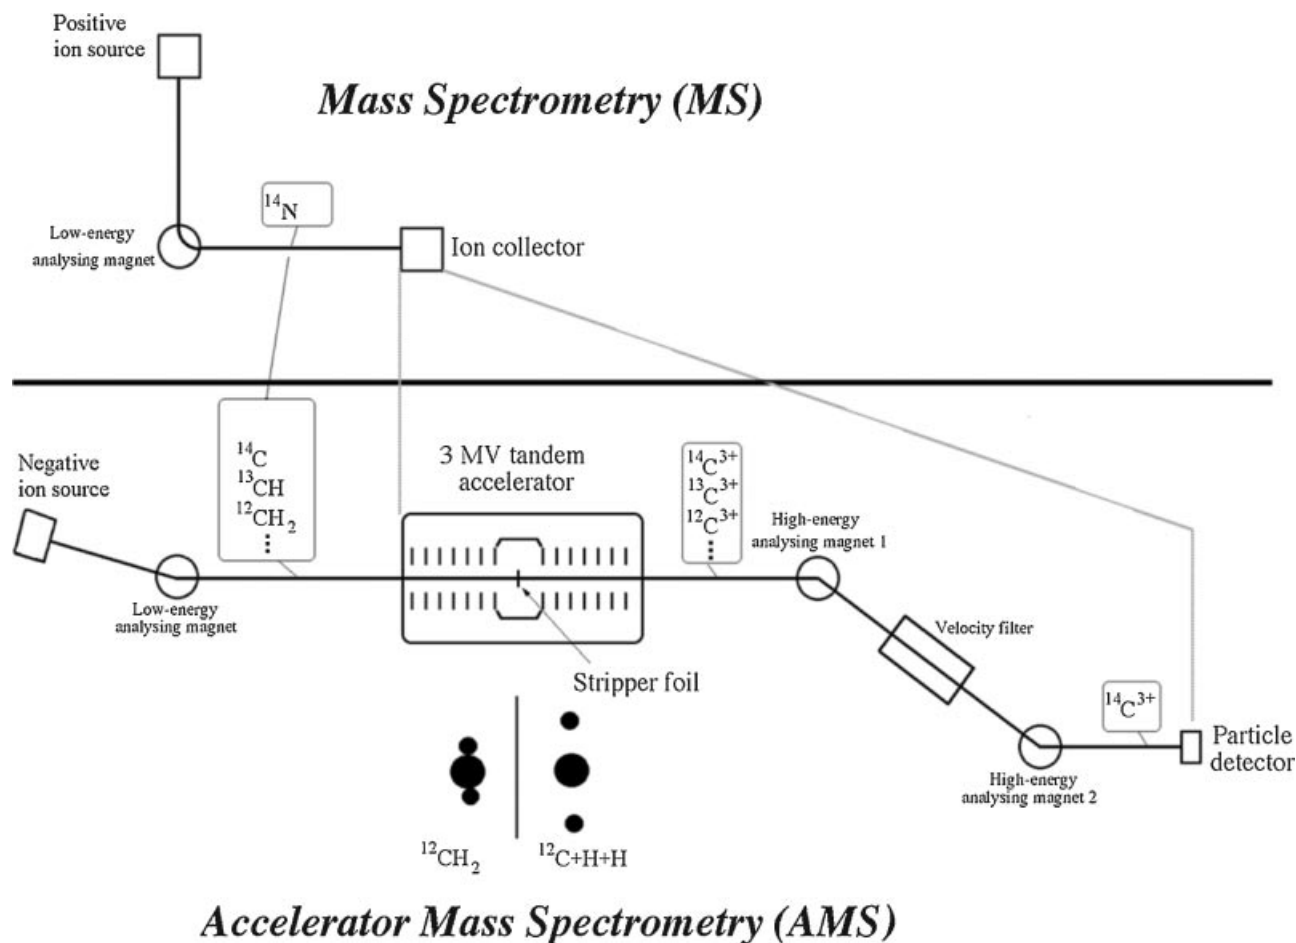 Positive
ion source
Mass Spectrometry (MS)
¹⁴N
Low-energy
analysing magnet
Ion collector
Negative
ion source
¹⁴C
¹³CH
¹²CH₂
⋮
3 MV tandem
accelerator
¹⁴C³⁺
¹³C³⁺
¹²C³⁺
⋮
High-energy
analysing magnet 1
Low-energy
analysing magnet
Velocity filter
Stripper foil
¹⁴C³⁺
Particle
detector
High-energy
analysing magnet 2
¹²CH₂
¹²C+H+H
Accelerator Mass Spectrometry (AMS)